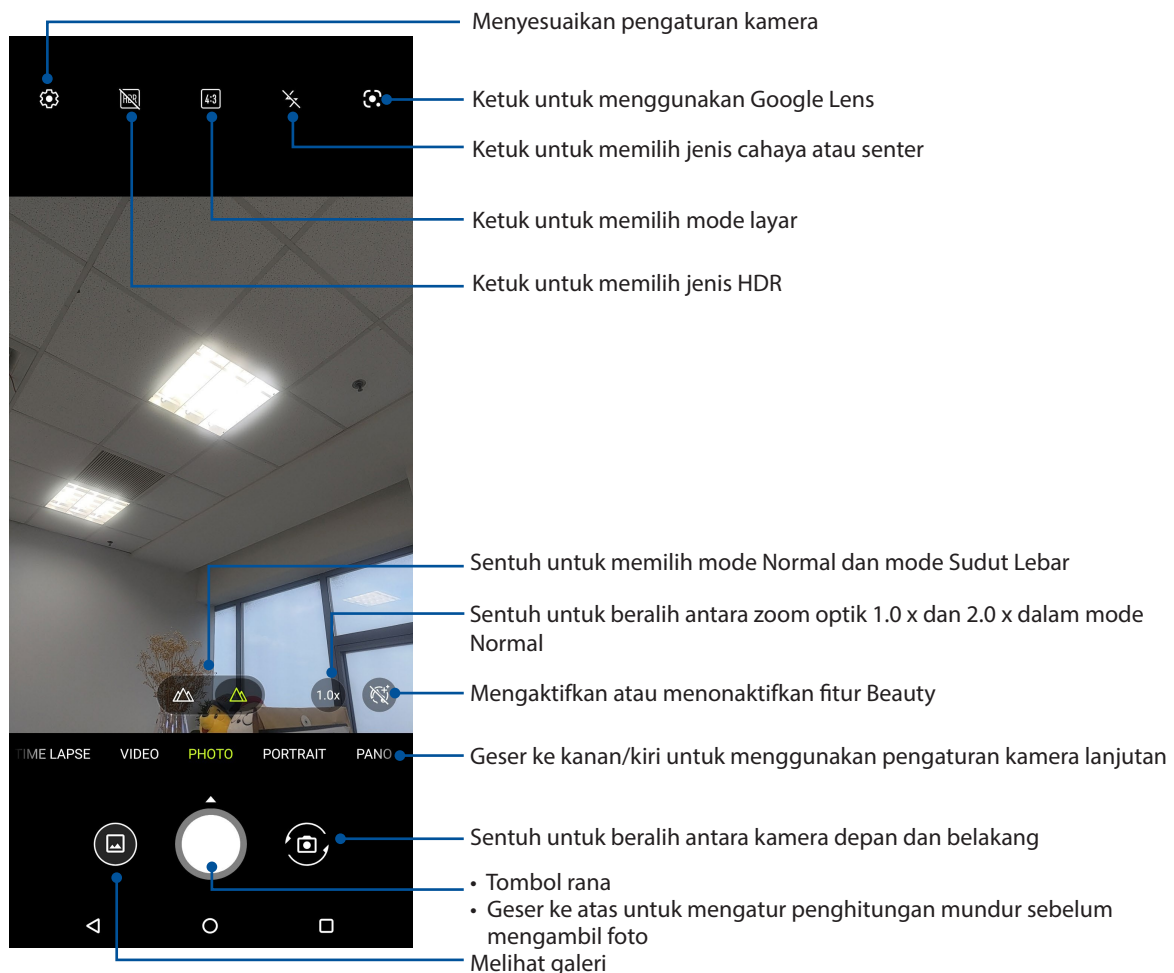 Menyesuaikan pengaturan kamera
HDR
4:3
Ketuk untuk menggunakan Google Lens
Ketuk untuk memilih jenis cahaya atau senter
Ketuk untuk memilih mode layar
Ketuk untuk memilih jenis HDR
Sentuh untuk memilih mode Normal dan mode Sudut Lebar
Sentuh untuk beralih antara zoom optik 1.0 x dan 2.0 x dalam mode
Normal
1.0x
Mengaktifkan atau menonaktifkan fitur Beauty
TIME LAPSE VIDEO PHOTO PORTRAIT PANO
Geser ke kanan/kiri untuk menggunakan pengaturan kamera lanjutan
Sentuh untuk beralih antara kamera depan dan belakang
• Tombol rana
• Geser ke atas untuk mengatur penghitungan mundur sebelum
mengambil foto
Melihat galeri